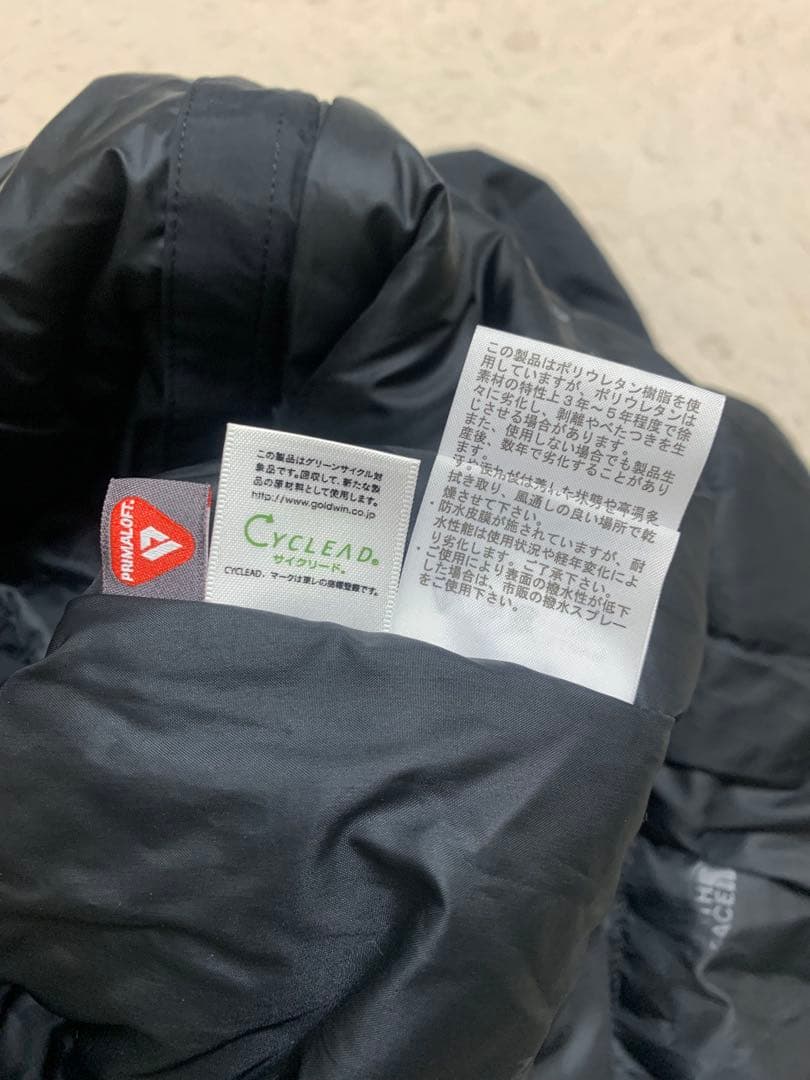 PRIMALOFT®
この製品はグリーンサイクル対
象品です。回収して、新たな製
品の原材料として使用します。
http://www.goldwin.co.jp
CYCLEAD®
サイクリード。
CYCLEAD、マークは東レの商標登録です。
この製品はポリウレタン樹脂を使
用していますが、ポリウレタンは
素材の特性上3年～5年程度で徐
々に劣化し、剥離やべたつきを生
じさせる場合があります。
また、使用しない場合でも製品生
産後、数年で劣化することがあり
ます。
拭き取り、風通しの良い場所で乾
燥させて下さい。
・防水皮膜が施されていますが、耐
水性能は使用状況や経年変化によ
り劣化します。ご了承下さい。
・ご使用により表面の撥水性が低下
した場合は、市販の撥水スプレー
をご使用下さい。